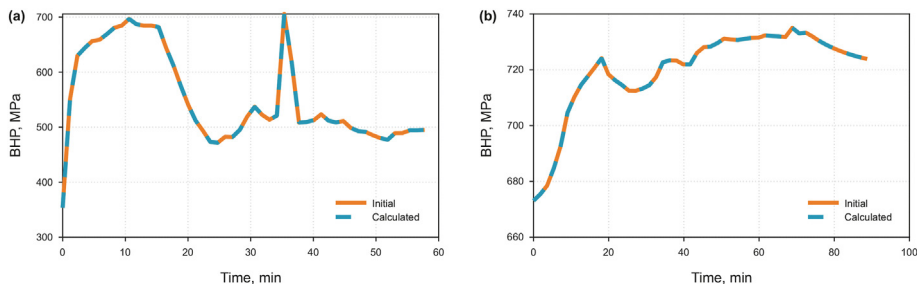 (a)
700
600
500
400
300
BHP, MPa
0
10
20
30
40
50
60
Time, min
Initial
Calculated
(b)
740
720
700
680
660
BHP, MPa
0
20
40
60
80
100
Time, min
Initial
Calculated